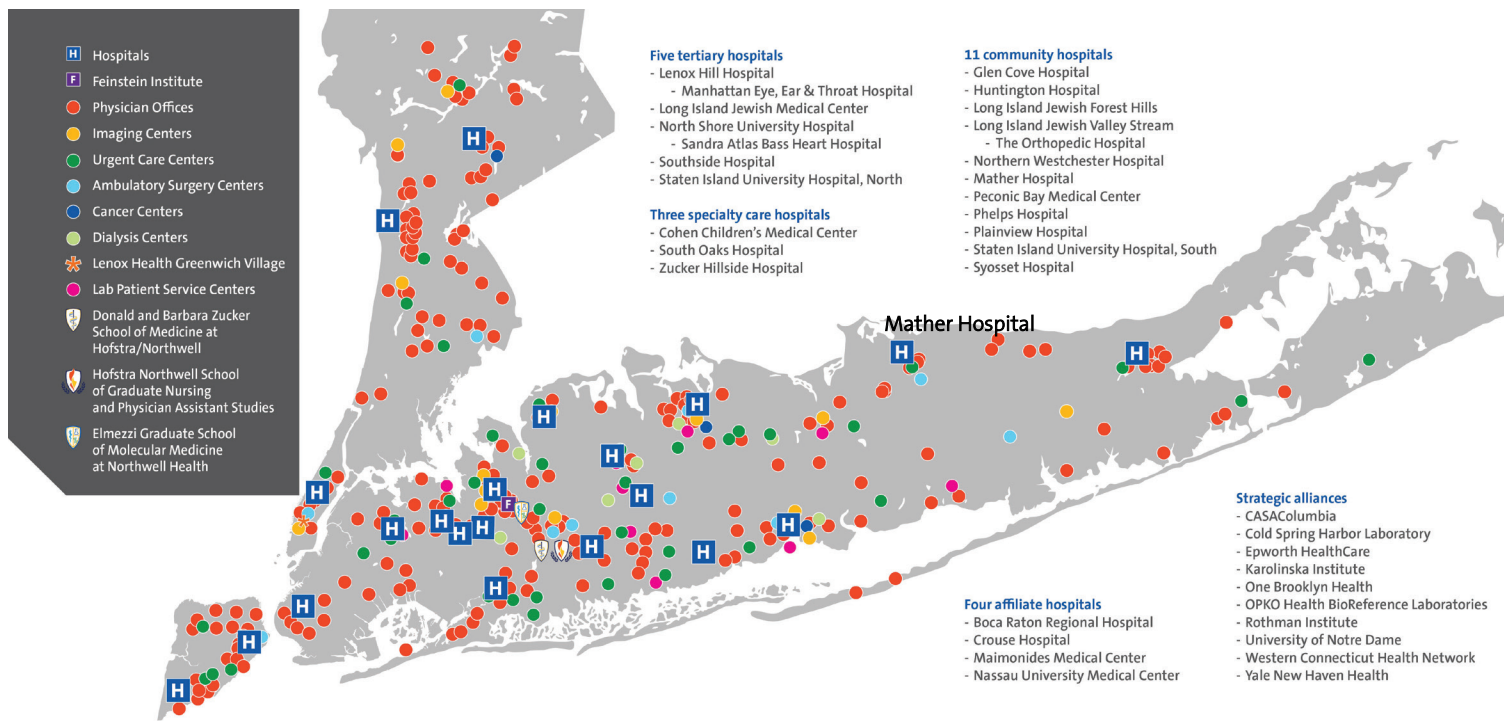 H Hospitals
F Feinstein Institute
Physician Offices
Imaging Centers
Urgent Care Centers
Ambulatory Surgery Centers
Cancer Centers
Dialysis Centers
Lenox Health Greenwich Village
Lab Patient Service Centers
Donald and Barbara Zucker
School of Medicine at
Hofstra/Northwell
Hofstra Northwell School
of Graduate Nursing
and Physician Assistant Studies
Elmezzi Graduate School
of Molecular Medicine
at Northwell Health
Five tertiary hospitals
- Lenox Hill Hospital
- Manhattan Eye, Ear & Throat Hospital
- Long Island Jewish Medical Center
- North Shore University Hospital
- Sandra Atlas Bass Heart Hospital
- Southside Hospital
- Staten Island University Hospital, North
Three specialty care hospitals
- Cohen Children's Medical Center
- South Oaks Hospital
- Zucker Hillside Hospital
11 community hospitals
- Glen Cove Hospital
- Huntington Hospital
- Long Island Jewish Forest Hills
- Long Island Jewish Valley Stream
- The Orthopedic Hospital
- Northern Westchester Hospital
- Mather Hospital
- Peconic Bay Medical Center
- Phelps Hospital
- Plainview Hospital
- Staten Island University Hospital, South
- Syosset Hospital
Mather Hospital
H
H
H
H
H
H
H
H
H
H
F
H
H
H
H
H
H
H
H
H
H
H
Four affiliate hospitals
- Boca Raton Regional Hospital
- Crouse Hospital
- Maimonides Medical Center
- Nassau University Medical Center
Strategic alliances
- CASAColumbia
- Cold Spring Harbor Laboratory
- Epworth HealthCare
- Karolinska Institute
- One Brooklyn Health
- OPKO Health BioReference Laboratories
- Rothman Institute
- University of Notre Dame
- Western Connecticut Health Network
- Yale New Haven Health